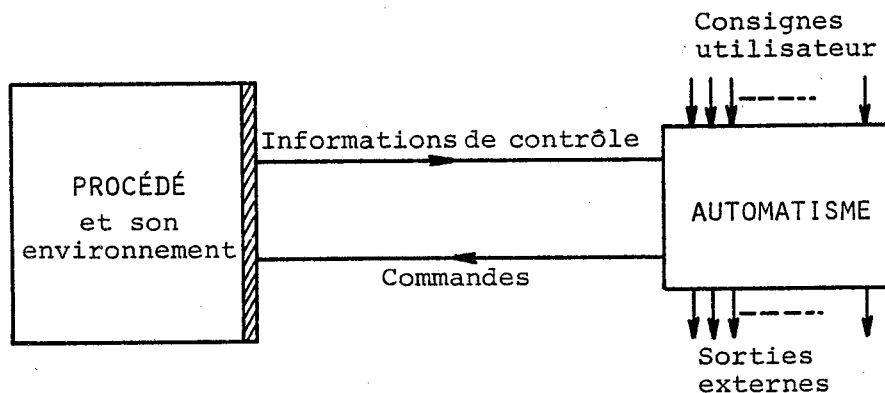 Consignes
utilisateur
Informations de contrôle
PROCÉDÉ
et son
environnement
AUTOMATISME
Commandes
Sorties
externes